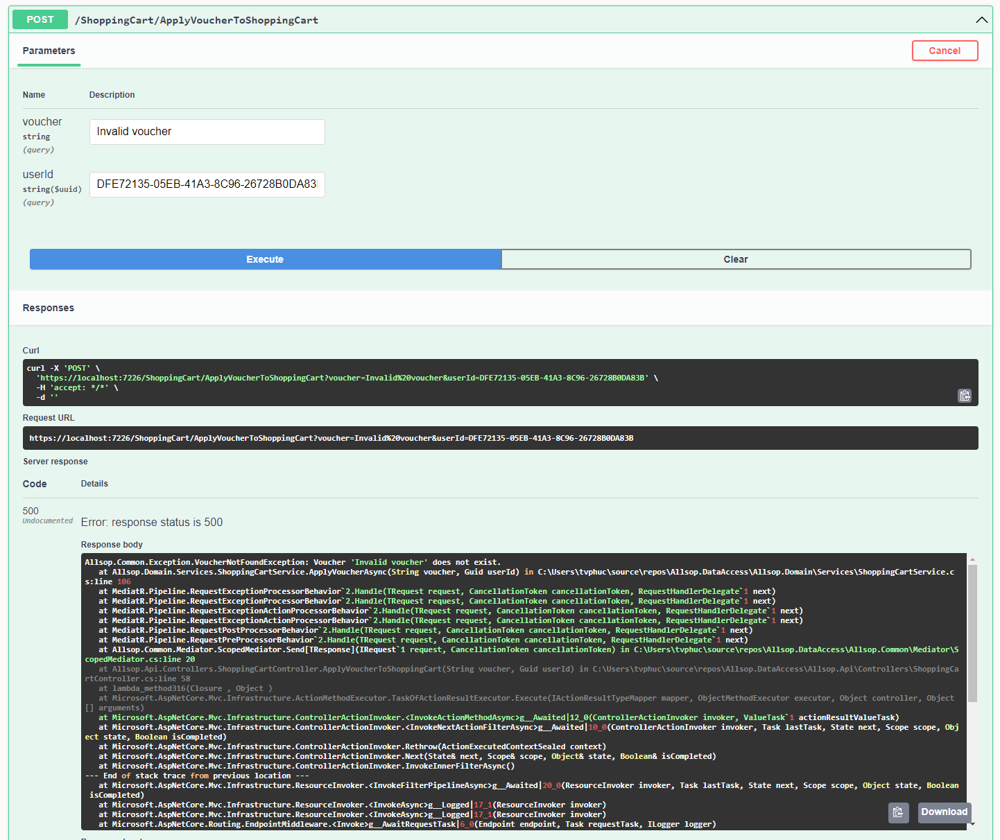 POST /ShoppingCart/ApplyVoucherToShoppingCart
Parameters
Cancel
Name Description
voucher
string
(query)
Invalid voucher
userId
string($uuid)
(query)
DFE72135-05EB-41A3-8C96-26728B0DA83
Execute
Clear
Responses
Curl
curl -X 'POST' \
'https://localhost:7226/ShoppingCart/ApplyVoucherToShoppingCart?voucher=Invalid%20voucher&userId=DFE72135-05EB-41A3-8C96-26728B0DA83B' \
-H 'accept: */*' \
-d ''
Request URL
https://localhost:7226/ShoppingCart/ApplyVoucherToShoppingCart?voucher=Invalid%20voucher&userId=DFE72135-05EB-41A3-8C96-26728B0DA83B
Server response
Code Details
500
Undocumented
Error: response status is 500
Response body
Allsop.Common.Exception.VoucherNotFoundException: Voucher 'Invalid voucher' does not exist.
at Allsop.Domain.Services.ShoppingCartService.ApplyVoucherAsync(String voucher, Guid userId) in C:\Users\tvphuc\source\repos\Allsop.DataAccess\Allsop.Domain\Services\ShoppingCartService.c
s:line 106
at MediatR.Pipeline.RequestExceptionProcessorBehavior`2.Handle(TRequest request, CancellationToken cancellationToken, RequestHandlerDelegate`1 next)
at MediatR.Pipeline.RequestExceptionProcessorBehavior`2.Handle(TRequest request, CancellationToken cancellationToken, RequestHandlerDelegate`1 next)
at MediatR.Pipeline.RequestExceptionActionProcessorBehavior`2.Handle(TRequest request, CancellationToken cancellationToken, RequestHandlerDelegate`1 next)
at MediatR.Pipeline.RequestExceptionActionProcessorBehavior`2.Handle(TRequest request, CancellationToken cancellationToken, RequestHandlerDelegate`1 next)
at MediatR.Pipeline.RequestPostProcessorBehavior`2.Handle(TRequest request, CancellationToken cancellationToken, RequestHandlerDelegate`1 next)
at MediatR.Pipeline.RequestPreProcessorBehavior`2.Handle(TRequest request, CancellationToken cancellationToken, RequestHandlerDelegate`1 next)
at Allsop.Common.Mediator.ScopedMediator.Send[TResponse](IRequest`1 request, CancellationToken cancellationToken) in C:\Users\tvphuc\source\repos\Allsop.DataAccess\Allsop.Common\Mediator\S
copedMediator.cs:line 20
at Allsop.Api.Controllers.ShoppingCartController.ApplyVoucherToShoppingCart(String voucher, Guid userId) in C:\Users\tvphuc\source\repos\Allsop.DataAccess\Allsop.Api\Controllers\ShoppingCa
rtController.cs:line 58
at lambda_method316(Closure , Object )
at Microsoft.AspNetCore.Mvc.Infrastructure.ActionMethodExecutor.TaskOfActionResultExecutor.Execute(IActionResultTypeMapper mapper, ObjectMethodExecutor executor, Object controller, Object
[] arguments)
at Microsoft.AspNetCore.Mvc.Infrastructure.ControllerActionInvoker.<InvokeActionMethodAsync>g__Awaited|12_0(ControllerActionInvoker invoker, ValueTask`1 actionResultValueTask)
at Microsoft.AspNetCore.Mvc.Infrastructure.ControllerActionInvoker.<InvokeNextActionFilterAsync>g__Awaited|10_0(ControllerActionInvoker invoker, Task lastTask, State next, Scope scope, Obj
ect state, Boolean isCompleted)
at Microsoft.AspNetCore.Mvc.Infrastructure.ControllerActionInvoker.Rethrow(ActionExecutedContextSealed context)
at Microsoft.AspNetCore.Mvc.Infrastructure.ControllerActionInvoker.Next(State& next, Scope& scope, Object& state, Boolean& isCompleted)
at Microsoft.AspNetCore.Mvc.Infrastructure.ControllerActionInvoker.InvokeInnerFilterAsync()
--- End of stack trace from previous location ---
at Microsoft.AspNetCore.Mvc.Infrastructure.ResourceInvoker.<InvokeFilterPipelineAsync>g__Awaited|20_0(ResourceInvoker invoker, Task lastTask, State next, Scope scope, Object state, Boolean
isCompleted)
at Microsoft.AspNetCore.Mvc.Infrastructure.ResourceInvoker.<InvokeAsync>g__Logged|17_1(ResourceInvoker invoker)
at Microsoft.AspNetCore.Mvc.Infrastructure.ResourceInvoker.<InvokeAsync>g__Logged|17_1(ResourceInvoker invoker)
at Microsoft.AspNetCore.Routing.EndpointMiddleware.<Invoke>g__AwaitRequestTask|6_0(Endpoint endpoint, Task requestTask, ILogger logger)
Download